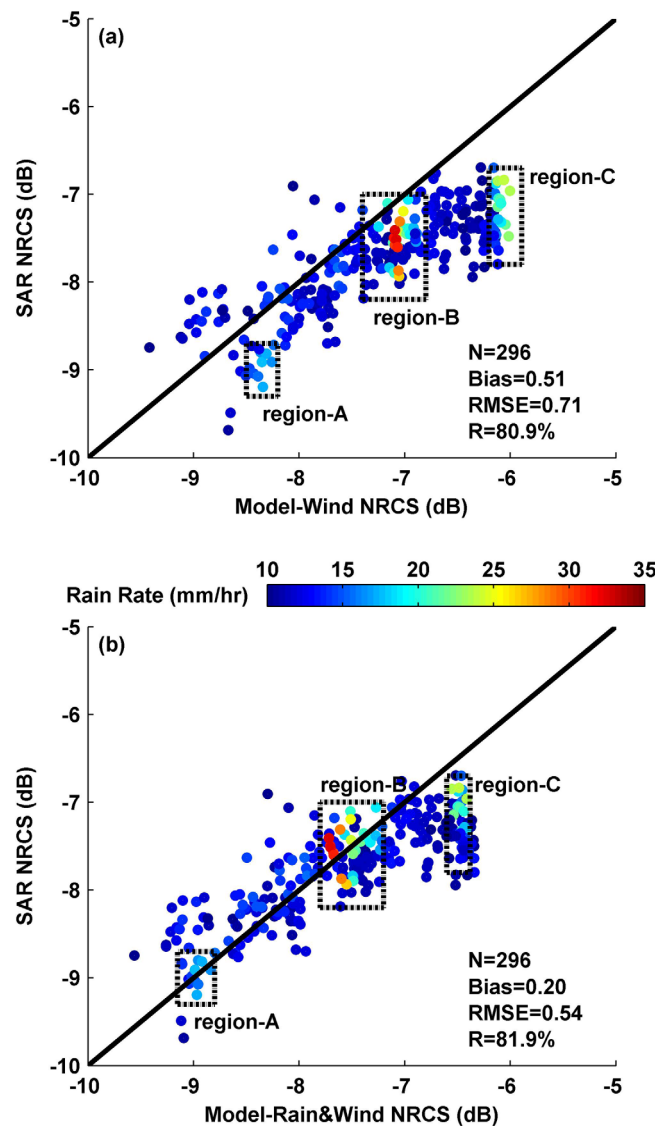 (a)
-5
-6
-7
-8
-9
-10
SAR NRCS (dB)
region-C
region-B
region-A
N=296
Bias=0.51
RMSE=0.71
R=80.9%
-10 -9 -8 -7 -6 -5
Model-Wind NRCS (dB)
10 15 20 25 30 35
Rain Rate (mm/hr)
(b)
-5
-6
-7
-8
-9
-10
SAR NRCS (dB)
region-B
region-C
region-A
N=296
Bias=0.20
RMSE=0.54
R=81.9%
-10 -9 -8 -7 -6 -5
Model-Rain&Wind NRCS (dB)